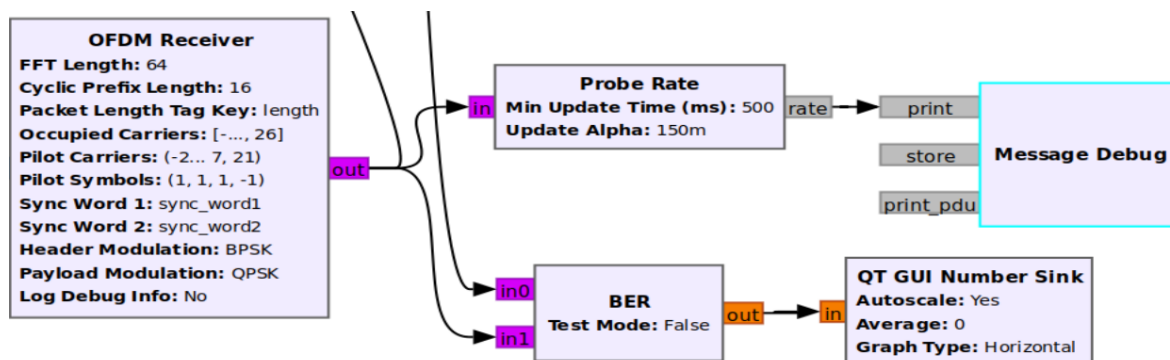 OFDM Receiver
FFT Length: 64
Cyclic Prefix Length: 16
Packet Length Tag Key: length
Occupied Carriers: [-..., 26]
Pilot Carriers: (-2... 7, 21)
Pilot Symbols: (1, 1, 1, -1)
Sync Word 1: sync_word1
Sync Word 2: sync_word2
Header Modulation: BPSK
Payload Modulation: QPSK
Log Debug Info: No
out
in
Probe Rate
Min Update Time (ms): 500
Update Alpha: 150m
rate
print
store
print_pdu
Message Debug
in0
in1
BER
Test Mode: False
out
in
QT GUI Number Sink
Autoscale: Yes
Average: 0
Graph Type: Horizontal